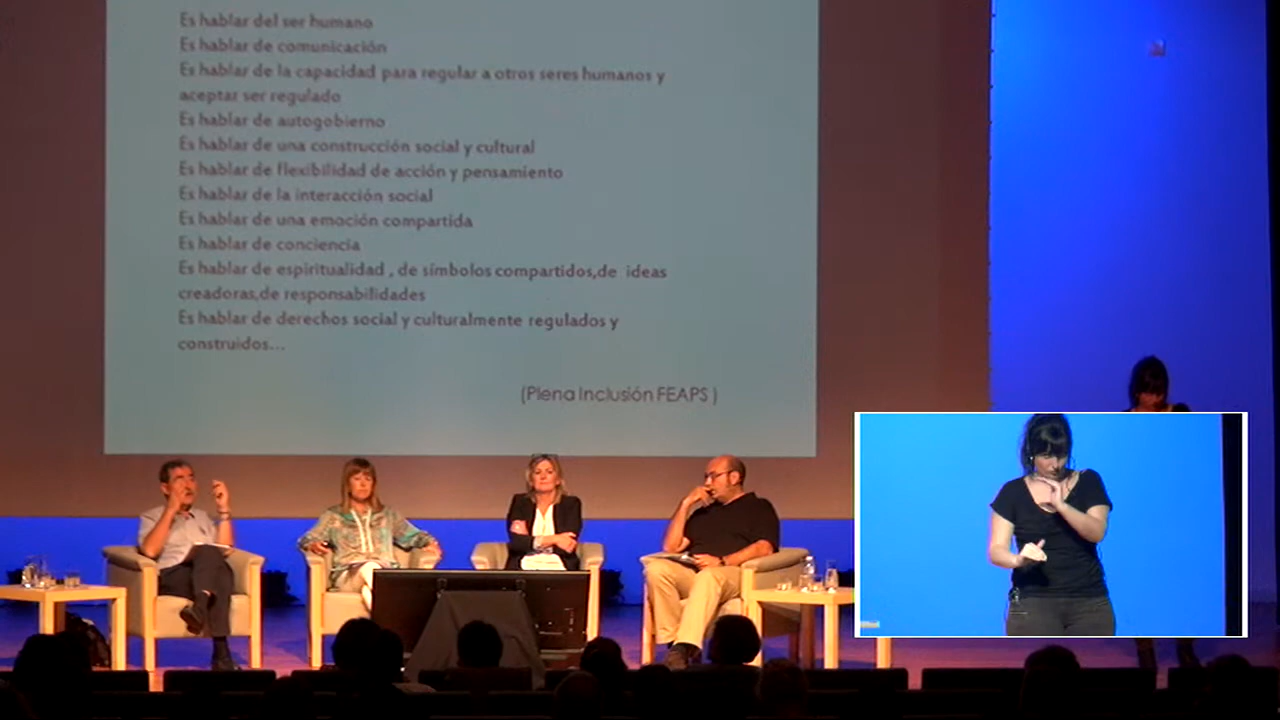 Es hablar del ser humano
Es hablar de comunicación
Es hablar de la capacidad para regular a otros seres humanos y
aceptar ser regulado
Es hablar de autogobierno
Es hablar de una construcción social y cultural
Es hablar de flexibilidad de acción y pensamiento
Es hablar de la interacción social
Es hablar de una emoción compartida
Es hablar de conciencia
Es hablar de espiritualidad , de símbolos compartidos,de ideas
creadoras,de responsabilidades
Es hablar de derechos social y culturalmente regulados y
construidos...
(Plena Inclusión FEAPS )